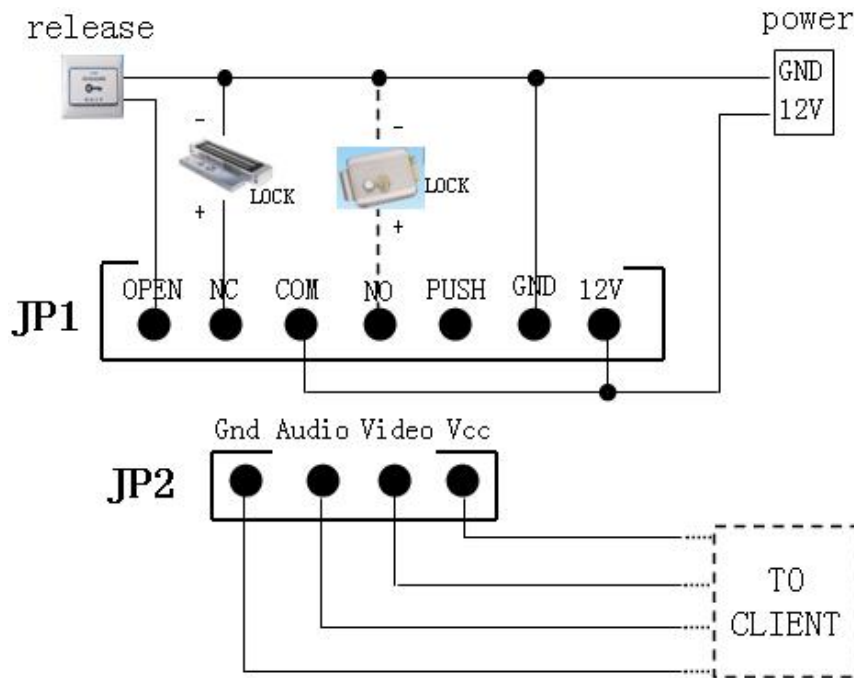 release
power
GND
12V
-
-
LOCK
LOCK
+
+
OPEN NC COM NO PUSH GND 12V
JP1
Gnd Audio Video Vcc
JP2
TO
CLIENT